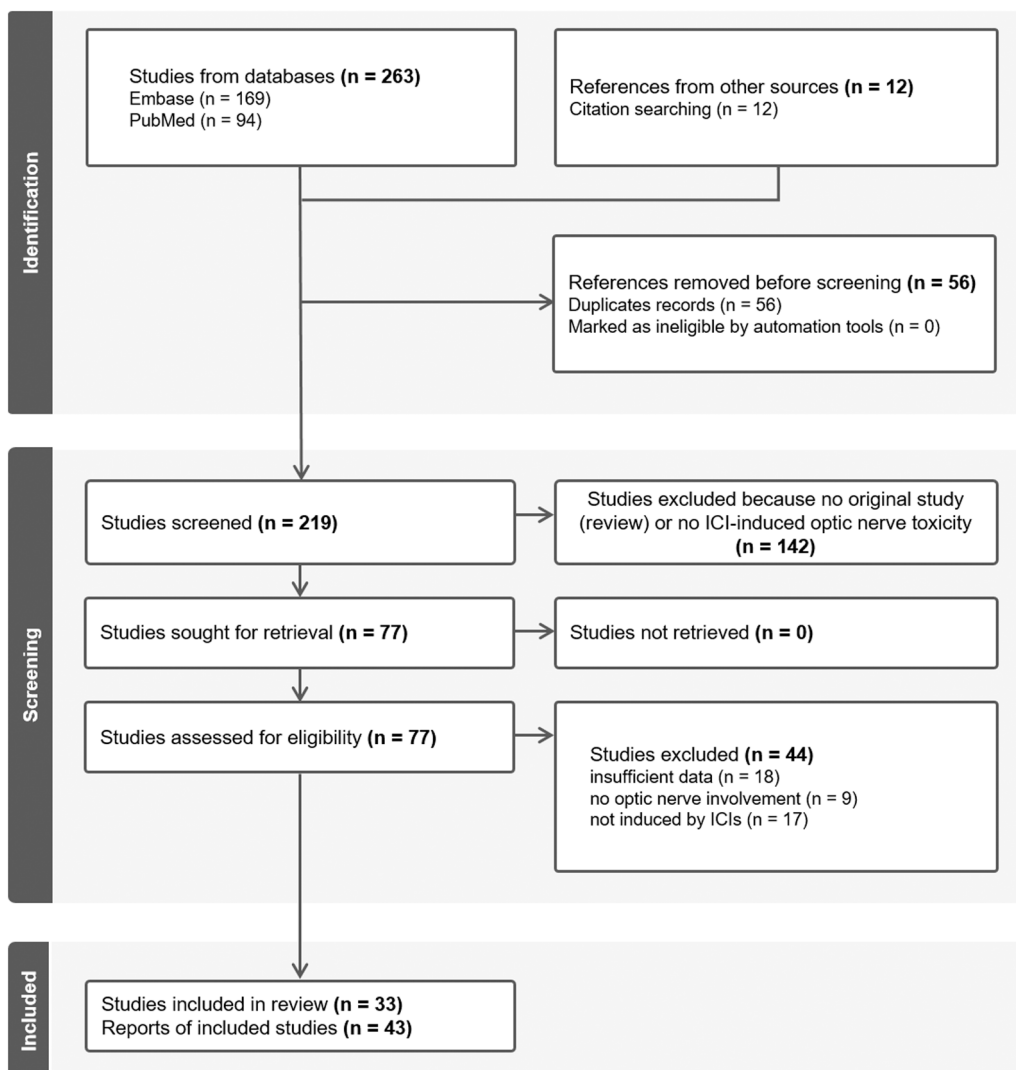 Identification
Studies from databases (n = 263)
Embase (n = 169)
PubMed (n = 94)
References from other sources (n = 12)
Citation searching (n = 12)
References removed before screening (n = 56)
Duplicates records (n = 56)
Marked as ineligible by automation tools (n = 0)
Screening
Studies screened (n = 219)
Studies excluded because no original study
(review) or no ICI-induced optic nerve toxicity
(n = 142)
Studies sought for retrieval (n = 77)
Studies not retrieved (n = 0)
Studies assessed for eligibility (n = 77)
Studies excluded (n = 44)
insufficient data (n = 18)
no optic nerve involvement (n = 9)
not induced by ICIs (n = 17)
Included
Studies included in review (n = 33)
Reports of included studies (n = 43)